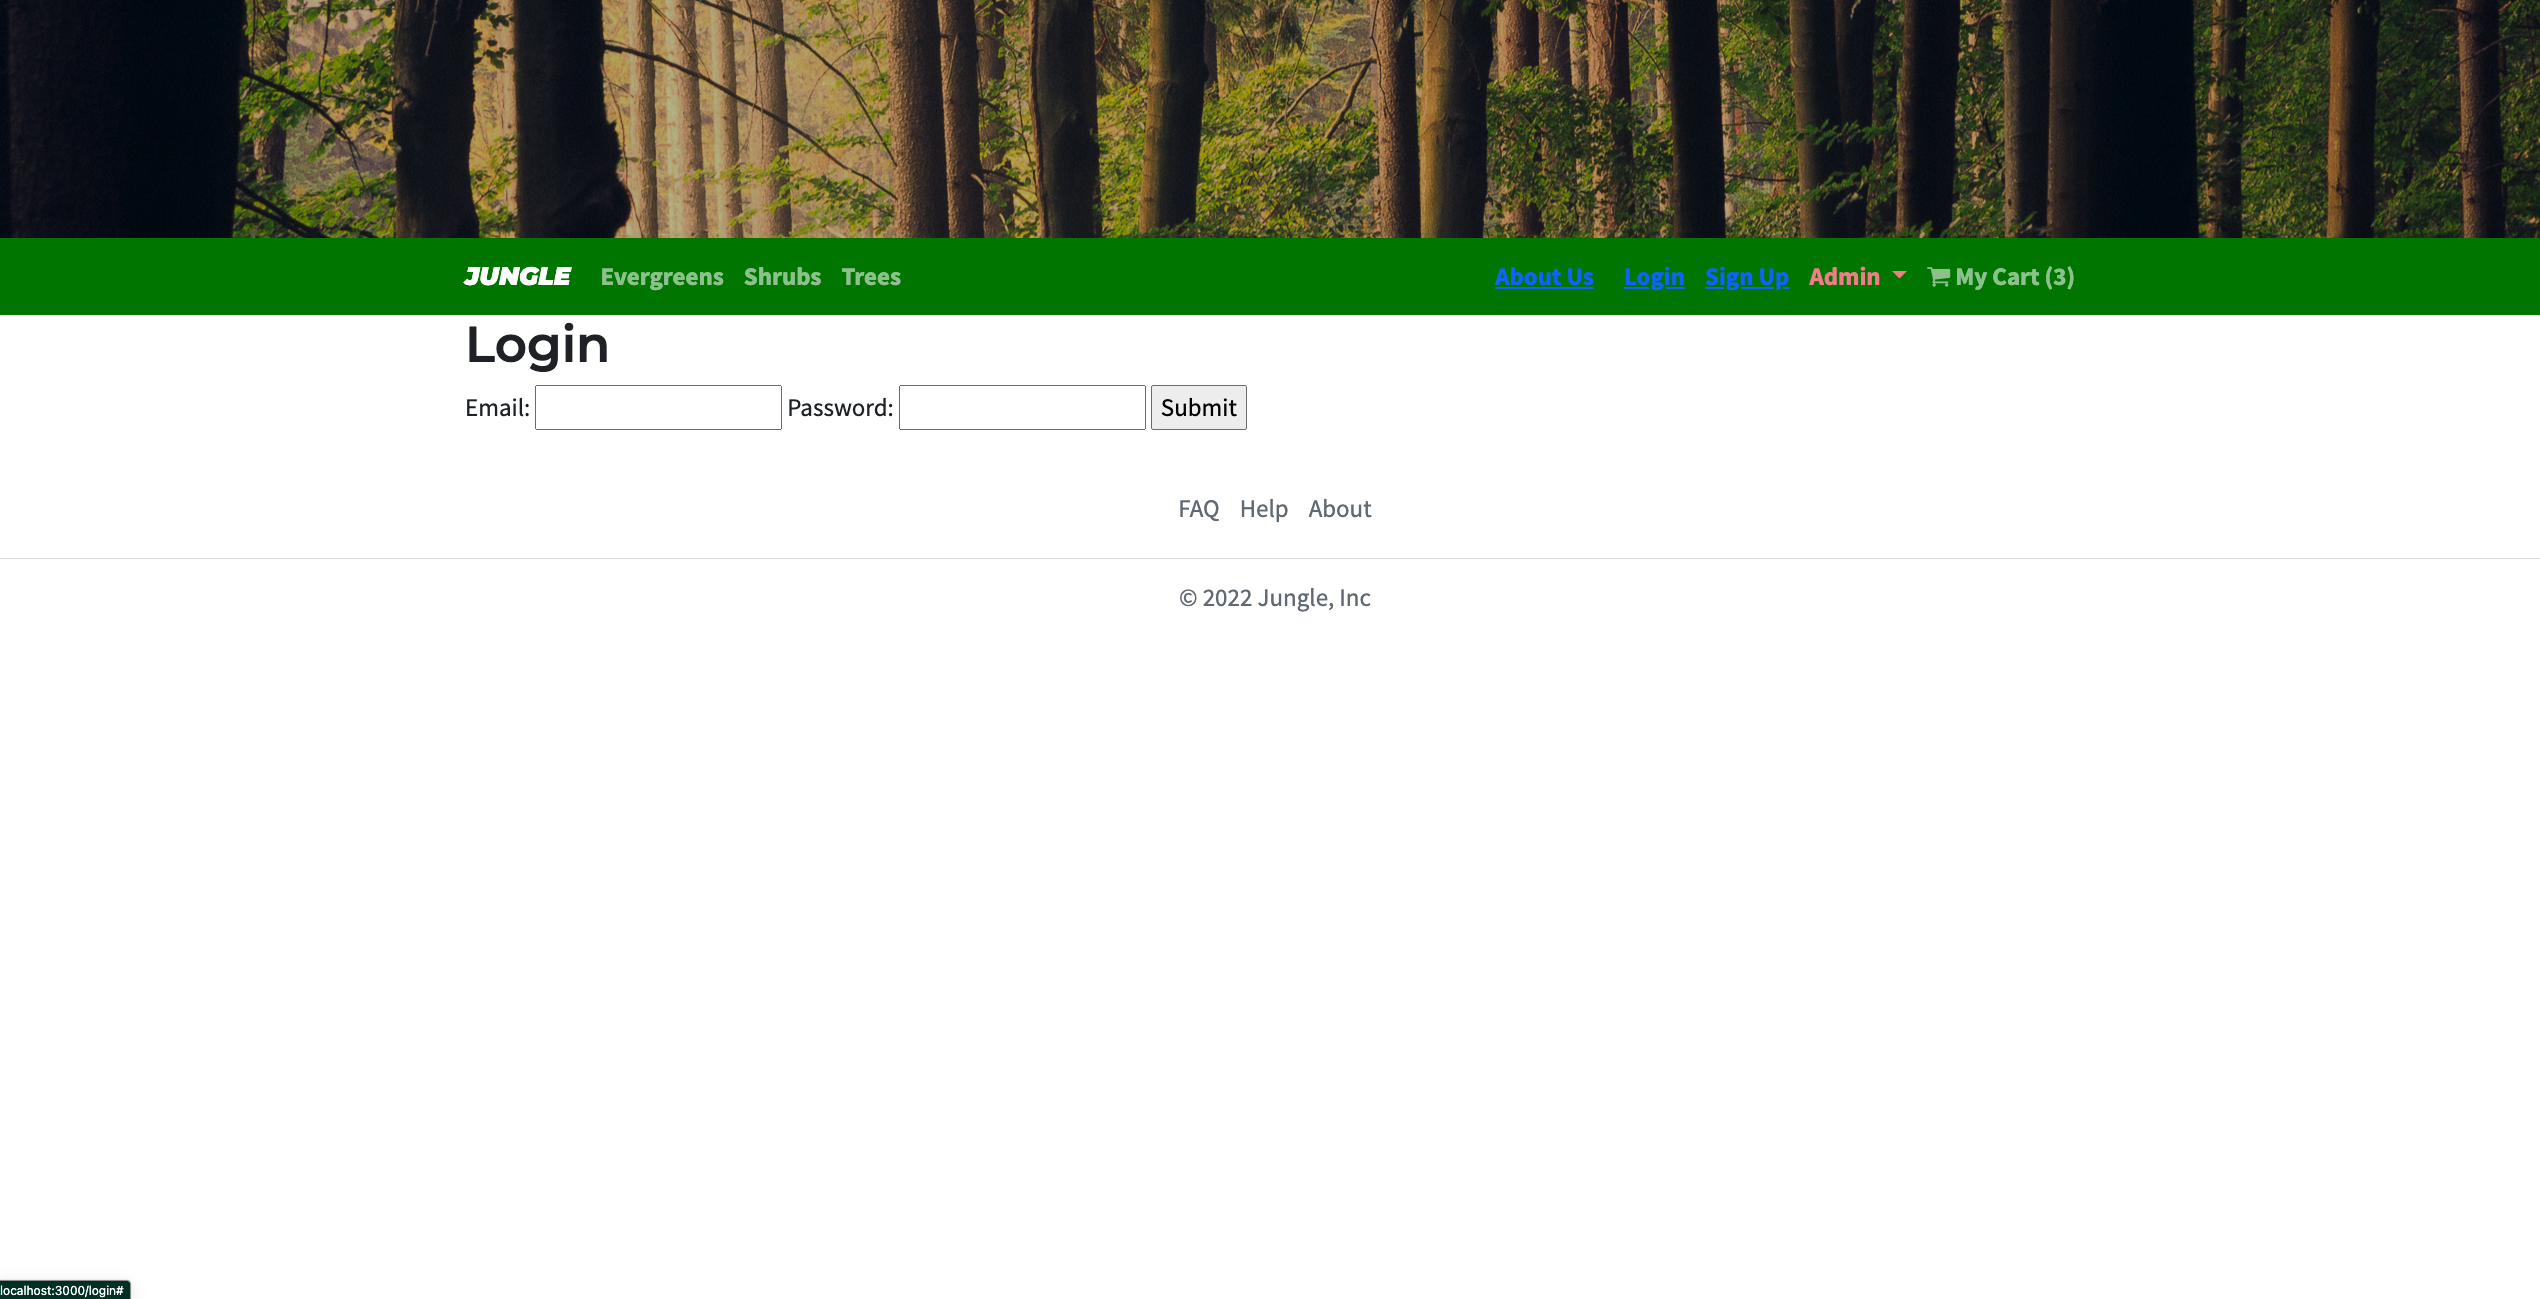 JUNGLE Evergreens Shrubs Trees About Us Login Sign Up Admin My Cart (3)
Login
Email: Password: Submit
FAQ Help About
© 2022 Jungle, Inc
localhost:3000/login#